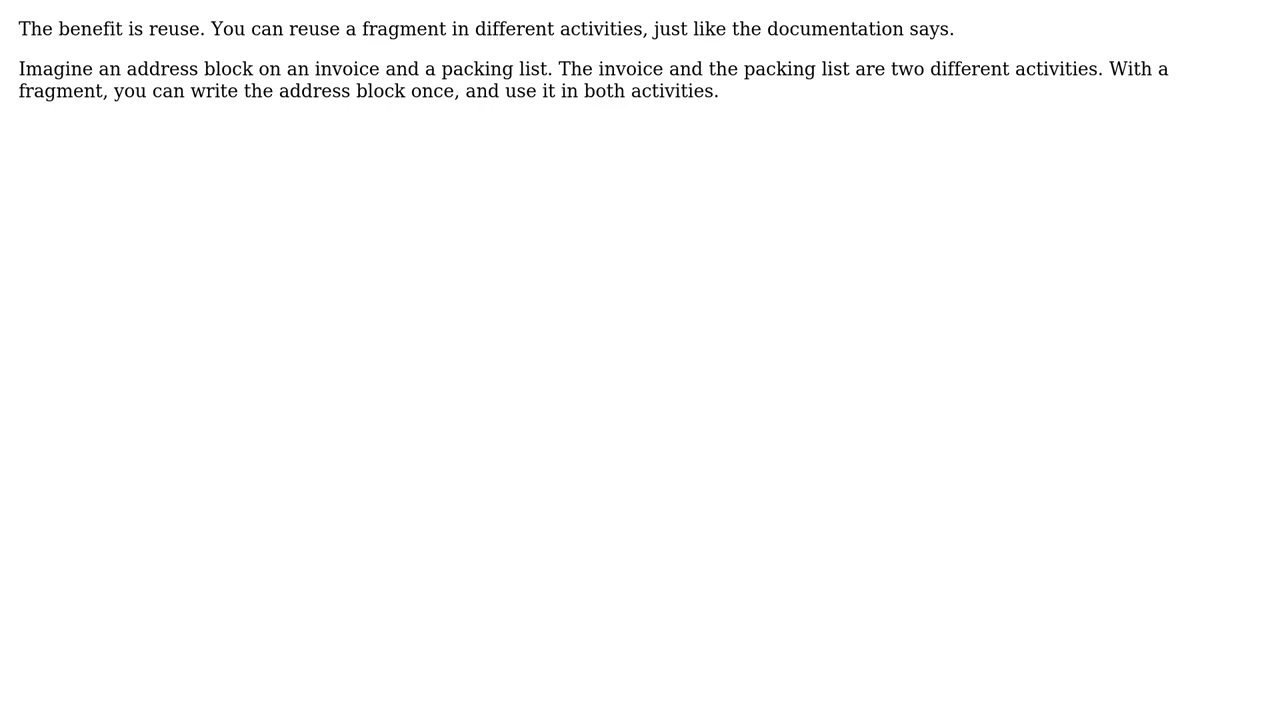 The benefit is reuse. You can reuse a fragment in different activities, just like the documentation says.
Imagine an address block on an invoice and a packing list. The invoice and the packing list are two different activities. With a
fragment, you can write the address block once, and use it in both activities.